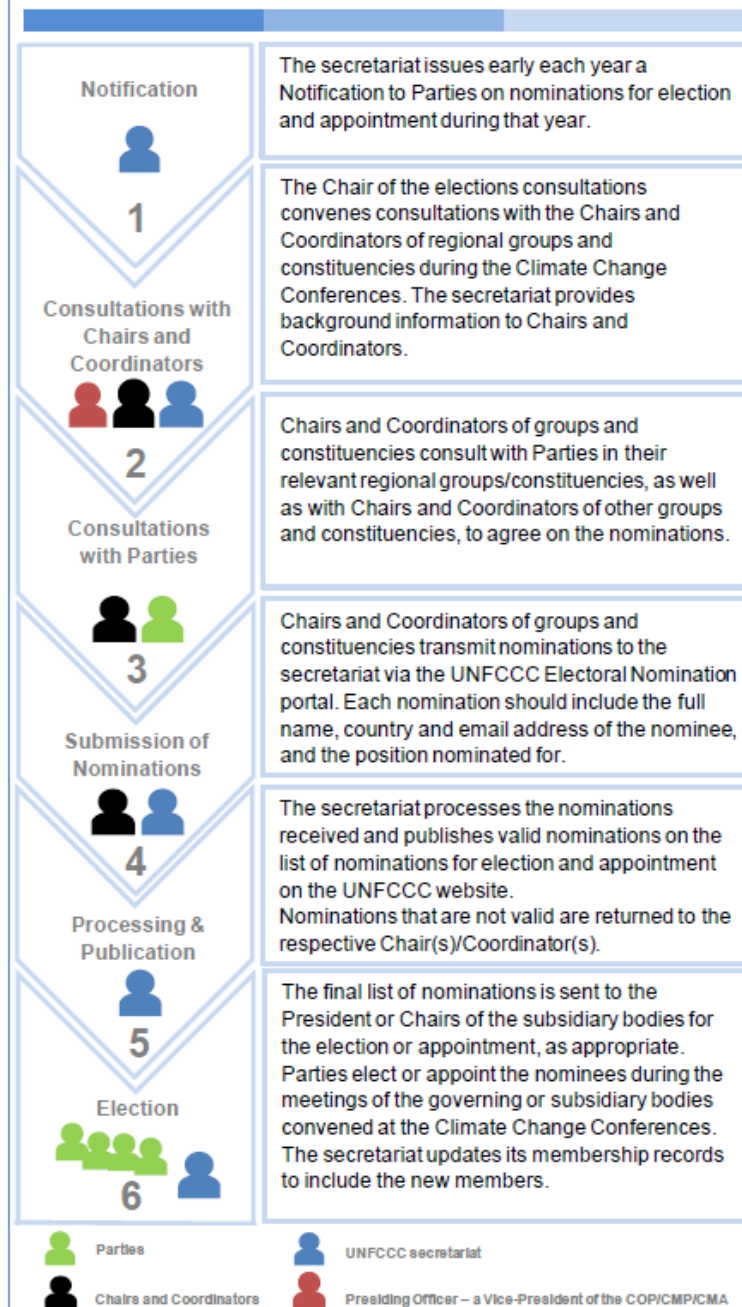 Notification
1
The secretariat issues early each year a
Notification to Parties on nominations for election
and appointment during that year.
Consultations with
Chairs and
Coordinators
2
The Chair of the elections consultations
convenes consultations with the Chairs and
Coordinators of regional groups and
constituencies during the Climate Change
Conferences. The secretariat provides
background information to Chairs and
Coordinators.
Consultations
with Parties
3
Chairs and Coordinators of groups and
constituencies consult with Parties in their
relevant regional groups/constituencies, as well
as with Chairs and Coordinators of other groups
and constituencies, to agree on the nominations.
Submission of
Nominations
4
Chairs and Coordinators of groups and
constituencies transmit nominations to the
secretariat via the UNFCCC Electoral Nomination
portal. Each nomination should include the full
name, country and email address of the nominee,
and the position nominated for.
Processing &
Publication
5
The secretariat processes the nominations
received and publishes valid nominations on the
list of nominations for election and appointment
on the UNFCCC website.
Nominations that are not valid are returned to the
respective Chair(s)/Coordinator(s).
Election
6
The final list of nominations is sent to the
President or Chairs of the subsidiary bodies for
the election or appointment, as appropriate.
Parties elect or appoint the nominees during the
meetings of the governing or subsidiary bodies
convened at the Climate Change Conferences.
The secretariat updates its membership records
to include the new members.
Parties
UNFCCC secretariat
Chairs and Coordinators
Presiding Officer – a Vice-President of the COP/CMP/CMA